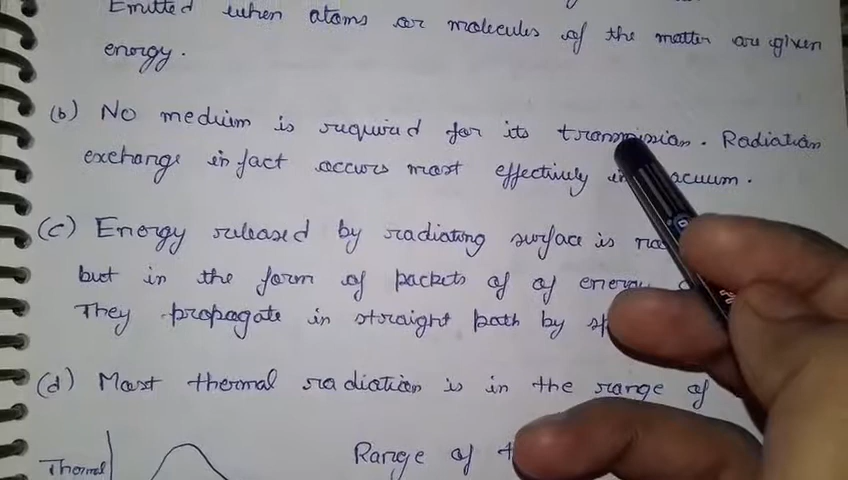 Emitted when atoms or molecules of the matter are given
energy.
(b) No medium is required for its transmission. Radiation
exchange in fact occurs most effectively in vacuum.
(c) Energy released by radiating surface is
but in the form of packets of of energy
They propagate in straight path by
(d) Most thermal radiation is in the range of
Thermal
Range of